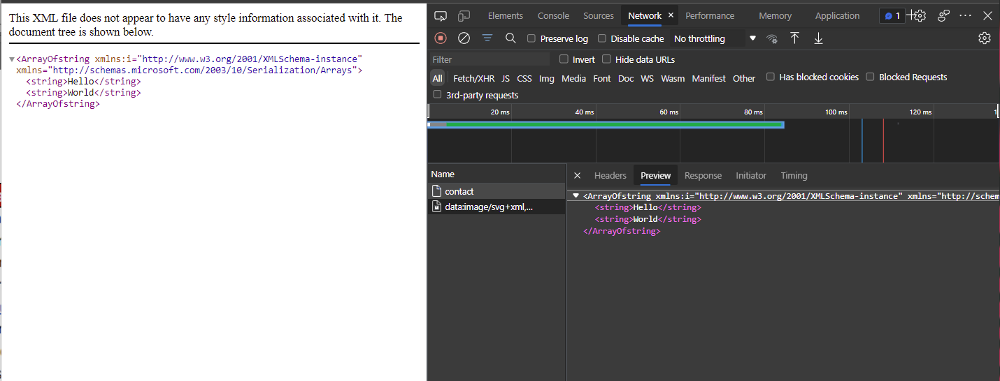 This XML file does not appear to have any style information associated with it. The
document tree is shown below.
<ArrayOfstring xmlns:i="http://www.w3.org/2001/XMLSchema-instance"
xmlns="http://schemas.microsoft.com/2003/10/Serialization/Arrays">
<string>Hello</string>
<string>World</string>
</ArrayOfstring>
Elements Console Sources Network Performance Memory Application 1
Preserve log Disable cache No throttling
Filter Invert Hide data URLs
All Fetch/XHR JS CSS Img Media Font Doc WS Wasm Manifest Other Has blocked cookies Blocked Requests
3rd-party requests
20 ms 40 ms 60 ms 80 ms 100 ms 120 ms
Name
contact
data:image/svg+xml,...
Headers Preview Response Initiator Timing
<ArrayOfstring xmlns:i="http://www.w3.org/2001/XMLSchema-instance" xmlns="http://schem
<string>Hello</string>
<string>World</string>
</ArrayOfstring>